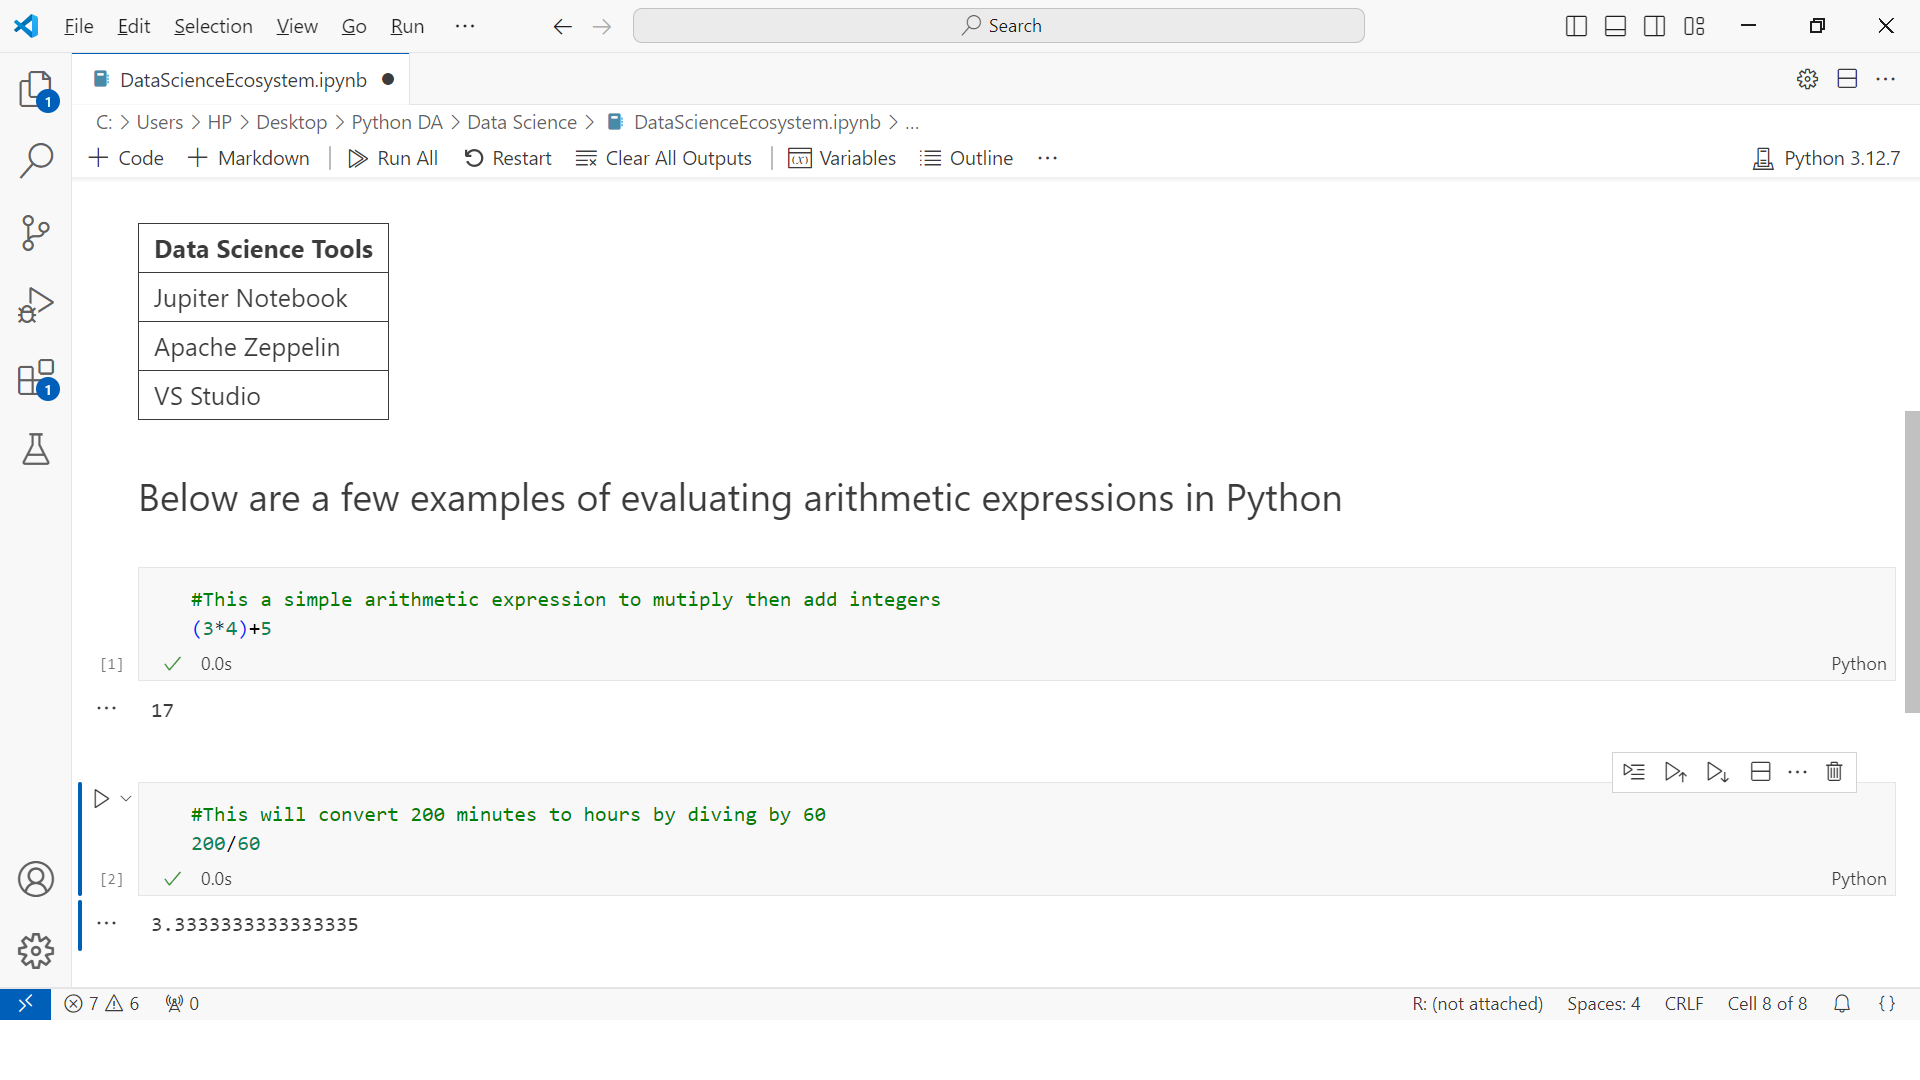 File Edit Selection View Go Run ··· Search
DataScienceEcosystem.ipynb
C: > Users > HP > Desktop > Python DA > Data Science > DataScienceEcosystem.ipynb > ...
+ Code + Markdown | Run All Restart Clear All Outputs | Variables Outline ··· Python 3.12.7
1
1
Data Science Tools
Jupiter Notebook
Apache Zeppelin
VS Studio
Below are a few examples of evaluating arithmetic expressions in Python
#This a simple arithmetic expression to mutiply then add integers
(3*4)+5
[1] 0.0s Python
17
#This will convert 200 minutes to hours by diving by 60
200/60
[2] 0.0s Python
3.3333333333333335
7 6 0 R: (not attached) Spaces: 4 CRLF Cell 8 of 8 {}